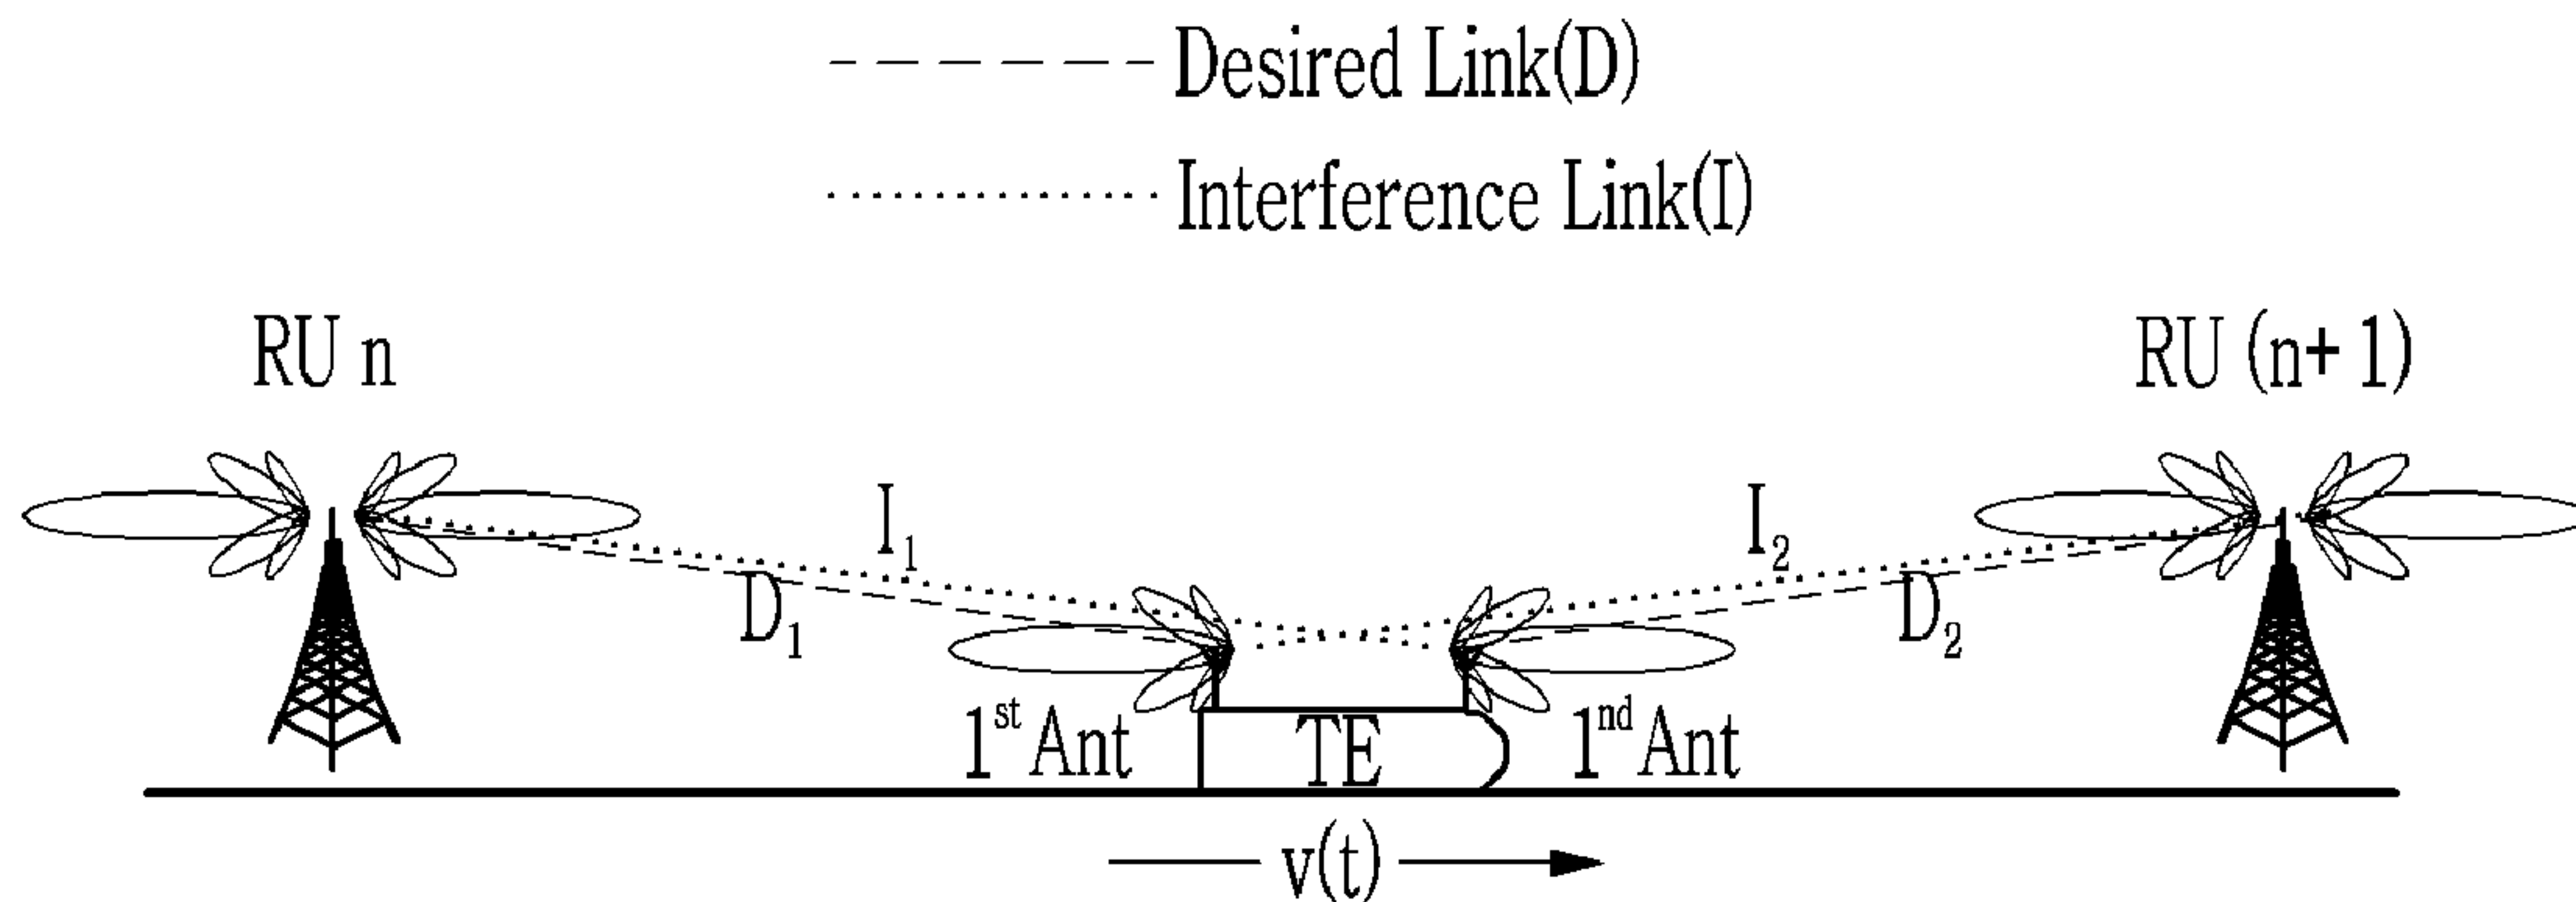 Desired Link(D)
Interference Link(I)
RU n
RU (n+ 1)
I1
I2
D1
D2
1st Ant
TE
1nd Ant
v(t)